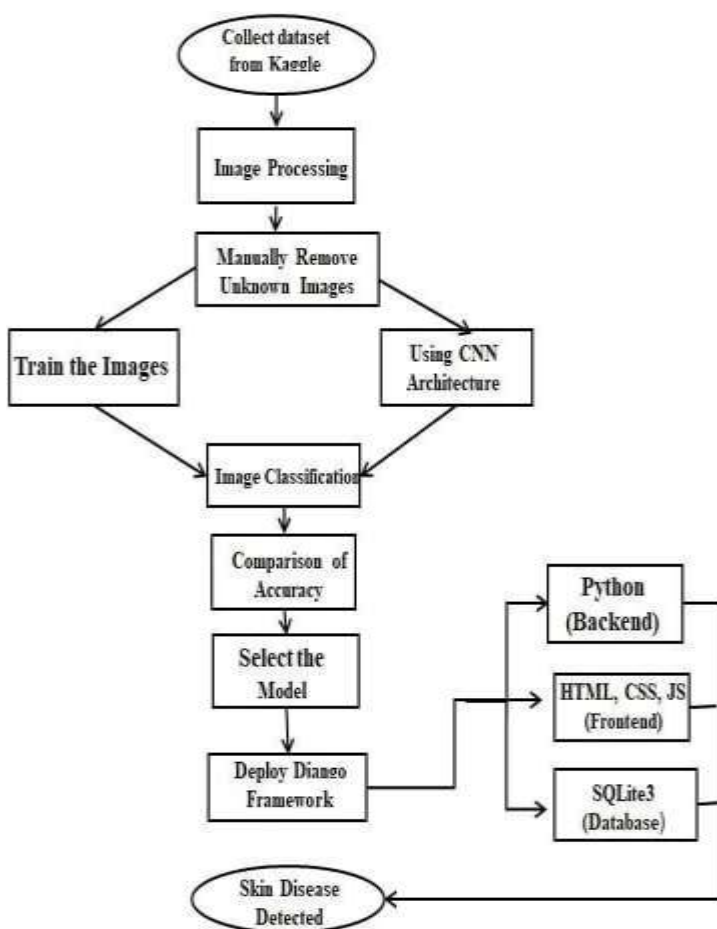 Collect dataset
from Kaggle
Image Processing
Manually Remove
Unknown Images
Train the Images
Using CNN
Architecture
Image Classification
Comparison of
Accuracy
Select the
Model
Deploy Django
Framework
Python
(Backend)
HTML, CSS, JS
(Frontend)
SQLite3
(Database)
Skin Disease
Detected